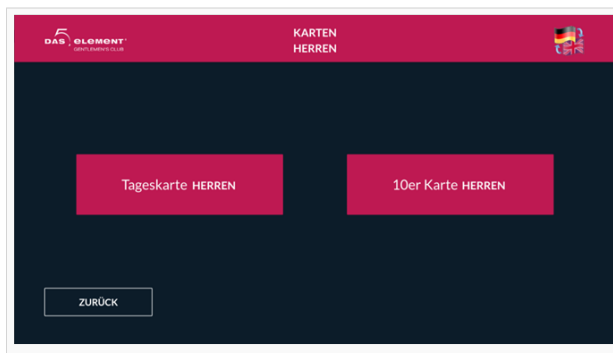 5
DAS element
GENTLEMEN'S CLUB
KARTEN
HERREN
Tageskarte HERREN
10er Karte HERREN
ZURÜCK